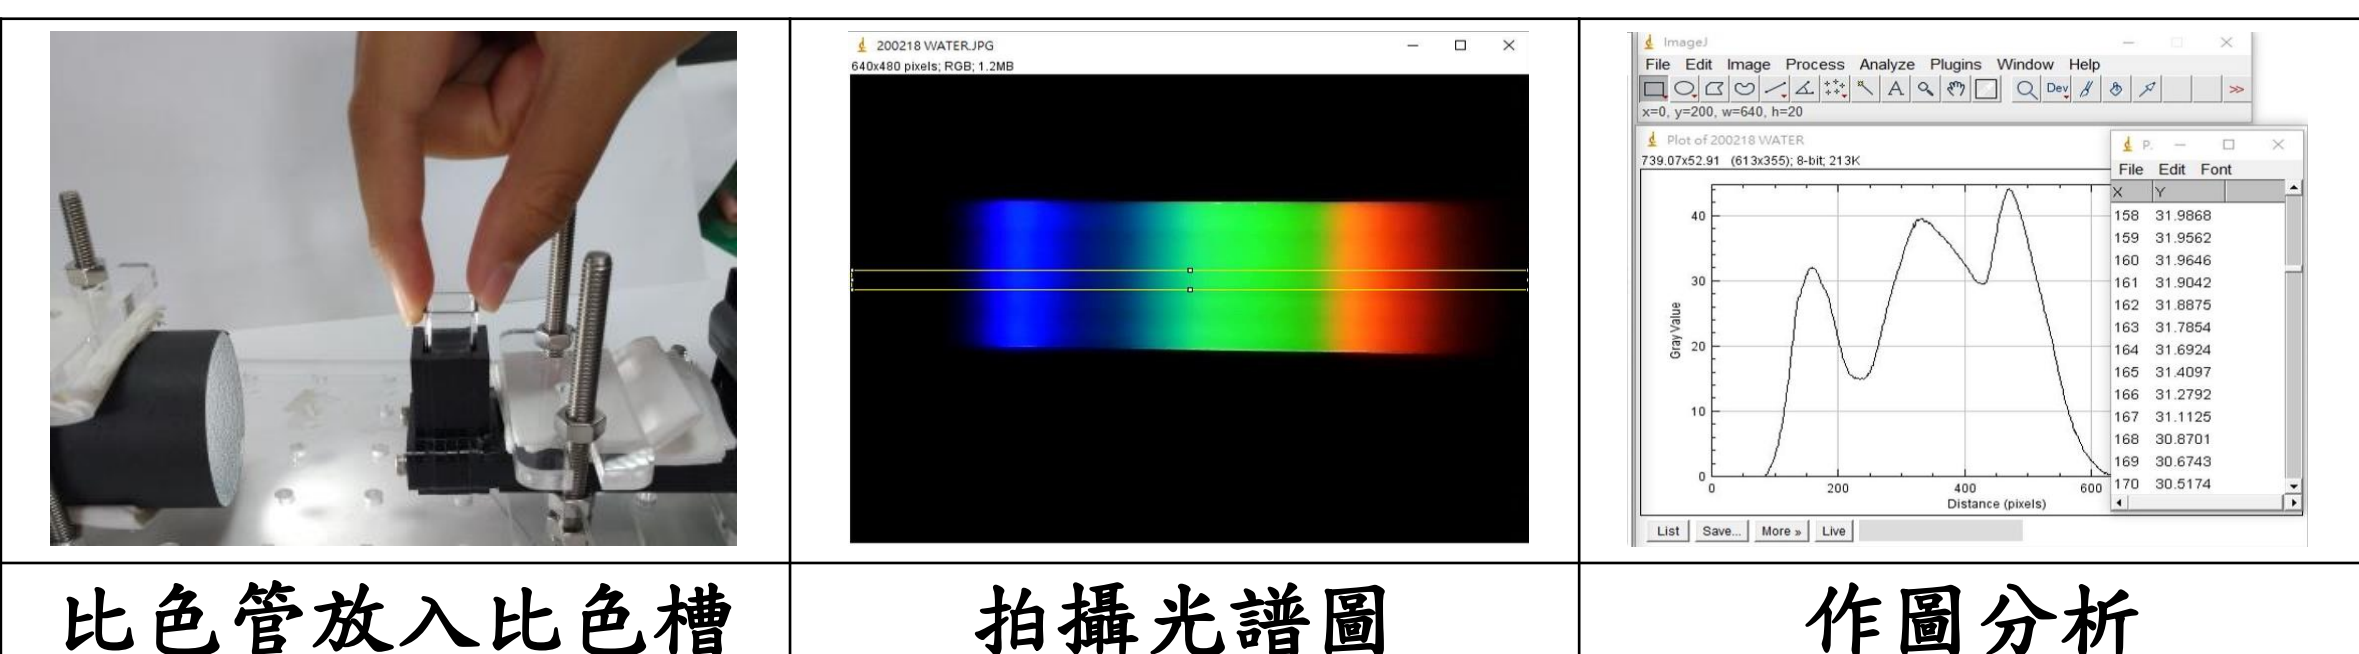 200218 WATER.JPG
640x480 pixels; RGB; 1.2MB
ImageJ
File Edit Image Process Analyze Plugins Window Help
Dev
x=0, y=200, w=640, h=20
Plot of 200218 WATER
739.07x52.91 (613x355); 8-bit; 213K
P.
File Edit Font
X Y
158 31.9868
159 31.9562
160 31.9646
161 31.9042
162 31.8875
163 31.7854
164 31.6924
165 31.4097
166 31.2792
167 31.1125
168 30.8701
169 30.6743
170 30.5174
40
30
20
10
0
Gray Value
0 200 400 600
Distance (pixels)
List Save... More » Live
比色管放入比色槽
拍攝光譜圖
作圖分析